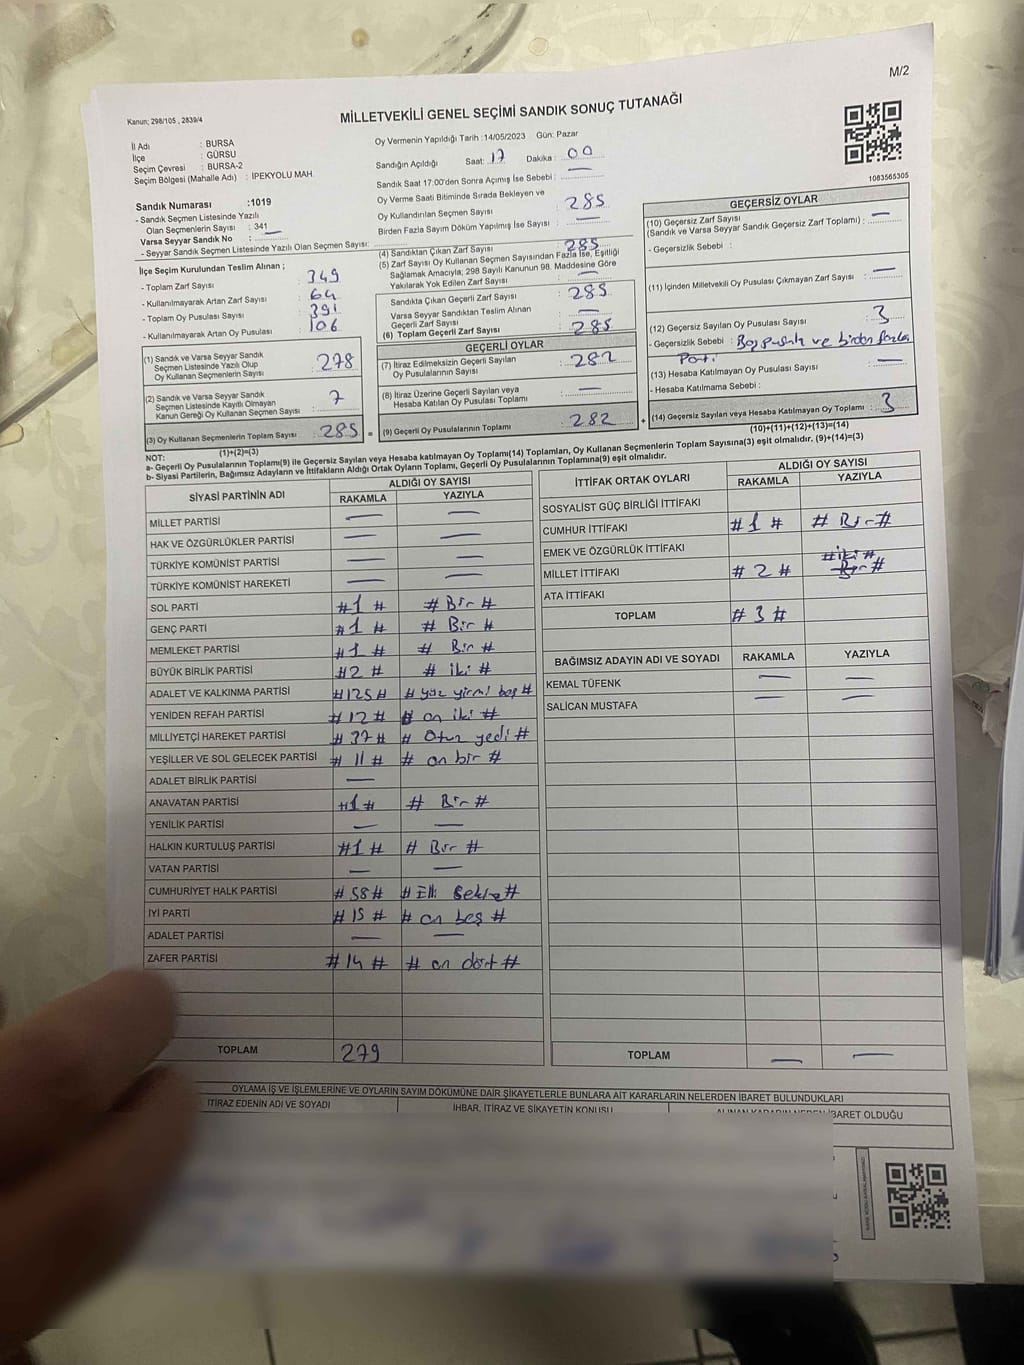 M/2
Kanun; 298/105 , 2839/4
MİLLETVEKİLİ GENEL SEÇİMİ SANDIK SONUÇ TUTANAĞI
İl Adı : BURSA
İlçe : GÜRSU
Seçim Çevresi : BURSA-2
Seçim Bölgesi (Mahalle Adı) : İPEKYOLU MAH.
Sandık Numarası :1019
- Sandık Seçmen Listesinde Yazılı
Olan Seçmenlerin Sayısı : 341
Varsa Seyyar Sandık No : —
- Seyyar Sandık Seçmen Listesinde Yazılı Olan Seçmen Sayısı:
Oy Vermenin Yapıldığı Tarih :14/05/2023 Gün: Pazar
Sandığın Açıldığı Saat: 17 Dakika : 00
Sandık Saat 17:00'den Sonra Açımış İse Sebebi : —
Oy Verme Saati Bitiminde Sırada Bekleyen ve
Oy Kullandırılan Seçmen Sayısı : 285
Birden Fazla Sayım Döküm Yapılmış İse Sayısı : —
1083565305
İlçe Seçim Kurulundan Teslim Alınan ;
- Toplam Zarf Sayısı : 349
- Kullanılmayarak Artan Zarf Sayısı : 64
- Toplam Oy Pusulası Sayısı : 391
- Kullanılmayarak Artan Oy Pusulası : 106
(1) Sandık ve Varsa Seyyar Sandık
Seçmen Listesinde Yazılı Olup
Oy Kullanan Seçmenlerin Sayısı : 278
(2) Sandık ve Varsa Seyyar Sandık
Seçmen Listesinde Kayıtlı Olmayan
Kanun Gereği Oy Kullanan Seçmen Sayısı : 7
(3) Oy Kullanan Seçmenlerin Toplam Sayısı : 285
(1)+(2)=(3)
(4) Sandıktan Çıkan Zarf Sayısı : 285
(5) Zarf Sayısı Oy Kullanan Seçmen Sayısından Fazla İse, Eşitliği
Sağlamak Amacıyla, 298 Sayılı Kanunun 98. Maddesine Göre
Yakılarak Yok Edilen Zarf Sayısı : —
Sandıkta Çıkan Geçerli Zarf Sayısı : 285
Varsa Seyyar Sandıktan Teslim Alınan
Geçerli Zarf Sayısı : —
(6) Toplam Geçerli Zarf Sayısı : 285
GEÇERLİ OYLAR
(7) İtiraz Edilmeksizin Geçerli Sayılan
Oy Pusulalarının Sayısı : 282
(8) İtiraz Üzerine Geçerli Sayılan veya
Hesaba Katılan Oy Pusulası Toplamı : —
(9) Geçerli Oy Pusulalarının Toplamı : 282
GEÇERSİZ OYLAR
(10) Geçersiz Zarf Sayısı
(Sandık ve Varsa Seyyar Sandık Geçersiz Zarf Toplamı) : —
- Geçersizlik Sebebi :
(11) İçinden Milletvekili Oy Pusulası Çıkmayan Zarf Sayısı : —
(12) Geçersiz Sayılan Oy Pusulası Sayısı : 3
- Geçersizlik Sebebi : Boş pusula ve birden fazla
Parti
(13) Hesaba Katılmayan Oy Pusulası Sayısı : —
- Hesaba Katılmama Sebebi :
(14) Geçersiz Sayılan veya Hesaba Katılmayan Oy Toplamı : 3
(10)+(11)+(12)+(13)=(14)
NOT:
a- Geçerli Oy Pusulalarının Toplamı(9) ile Geçersiz Sayılan veya Hesaba Katılmayan Oy Toplamı(14) Toplamları, Oy Kullanan Seçmenlerin Toplam Sayısına(3) eşit olmalıdır. (9)+(14)=(3)
b- Siyasi Partilerin, Bağımsız Adayların ve İttifakların Aldığı Ortak Oyların Toplamı, Geçerli Oy Pusulalarının Toplamına(9) eşit olmalıdır.
SİYASİ PARTİNİN ADI ALDIĞI OY SAYISI
RAKAMLA YAZIYLA
MİLLET PARTİSİ — —
HAK VE ÖZGÜRLÜKLER PARTİSİ — —
TÜRKİYE KOMÜNİST PARTİSİ — —
TÜRKİYE KOMÜNİST HAREKETİ — —
SOL PARTİ #1# #Bir#
GENÇ PARTİ #1# #Bir#
MEMLEKET PARTİSİ #1# #Bir#
BÜYÜK BİRLİK PARTİSİ #2# #iki#
ADALET VE KALKINMA PARTİSİ #125# #yüz yirmi beş#
YENİDEN REFAH PARTİSİ #12# #on iki#
MİLLİYETÇİ HAREKET PARTİSİ #37# #Otuz yedi#
YEŞİLLER VE SOL GELECEK PARTİSİ #11# #on bir#
ADALET BİRLİK PARTİSİ —
ANAVATAN PARTİSİ #1# #Bir#
YENİLİK PARTİSİ — —
HALKIN KURTULUŞ PARTİSİ #1# #Bir#
VATAN PARTİSİ — —
CUMHURİYET HALK PARTİSİ #58# #Elli Sekiz#
İYİ PARTİ #15# #on beş#
ADALET PARTİSİ — —
ZAFER PARTİSİ #14# #on dört#
TOPLAM 279
İTTİFAK ORTAK OYLARI ALDIĞI OY SAYISI
RAKAMLA YAZIYLA
SOSYALİST GÜÇ BİRLİĞİ İTTİFAKI
CUMHUR İTTİFAKI #1# #Bir#
EMEK VE ÖZGÜRLÜK İTTİFAKI
MİLLET İTTİFAKI #2# #iki# Bir#
ATA İTTİFAKI
TOPLAM #3#
BAĞIMSIZ ADAYIN ADI VE SOYADI RAKAMLA YAZIYLA
KEMAL TÜFENK — —
SALİCAN MUSTAFA — —
TOPLAM — —
OYLAMA İŞ VE İŞLEMLERİNE VE OYLARIN SAYIM DÖKÜMÜNE DAİR ŞİKAYETLERLE BUNLARA AİT KARARLARIN NELERDEN İBARET BULUNDUKLARI
İTİRAZ EDENİN ADI VE SOYADI İHBAR, İTİRAZ VE ŞİKAYETİN KONUSU ALINAN KARARIN NEDEN İBARET OLDUĞU